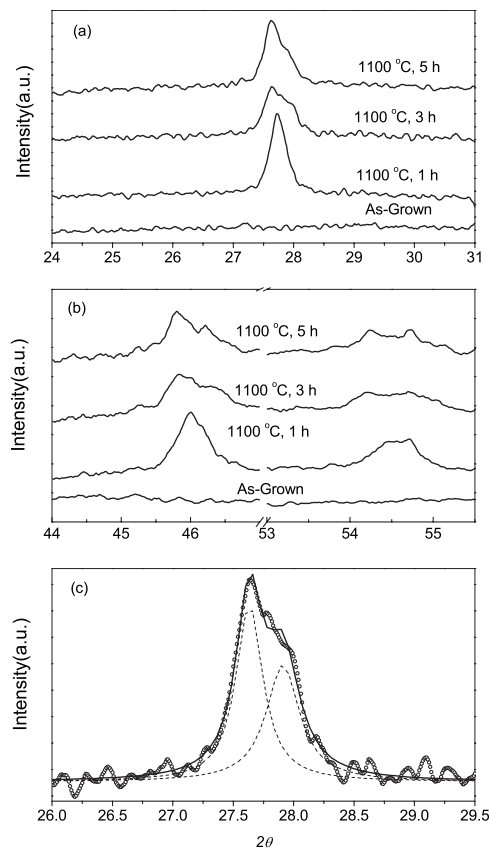 (a)
Intensity(a.u.)
1100 °C, 5 h
1100 °C, 3 h
1100 °C, 1 h
As-Grown
24 25 26 27 28 29 30 31
(b)
Intensity(a.u.)
1100 °C, 5 h
1100 °C, 3 h
1100 °C, 1 h
As-Grown
44 45 46 53 54 55
(c)
Intensity(a.u.)
26.0 26.5 27.0 27.5 28.0 28.5 29.0 29.5
2θ